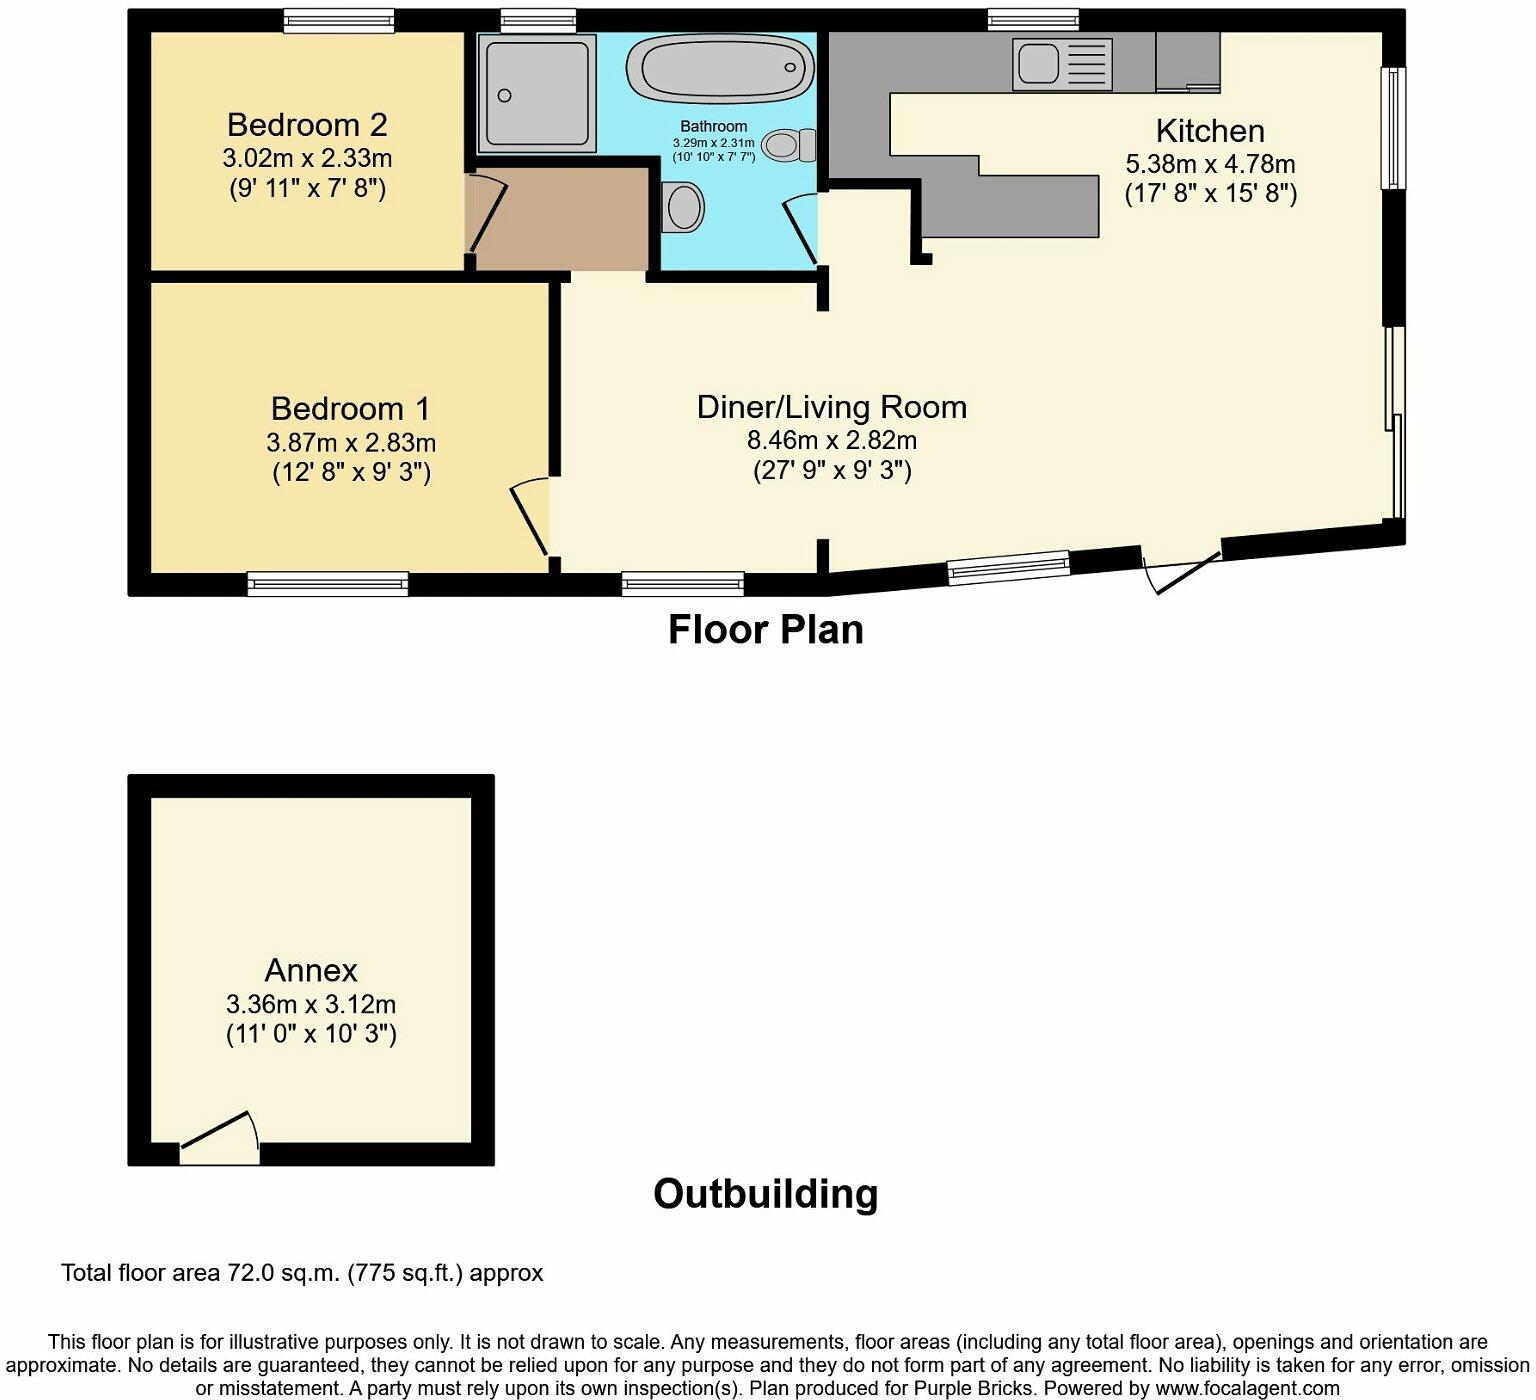 Bedroom 2
3.02m x 2.33m
(9' 11" x 7' 8")
Bathroom
3.29m x 2.31m
(10' 10" x 7' 7")
Kitchen
5.38m x 4.78m
(17' 8" x 15' 8")
Bedroom 1
3.87m x 2.83m
(12' 8" x 9' 3")
Diner/Living Room
8.46m x 2.82m
(27' 9" x 9' 3")
Floor Plan
Annex
3.36m x 3.12m
(11' 0" x 10' 3")
Outbuilding
Total floor area 72.0 sq.m. (775 sq.ft.) approx
This floor plan is for illustrative purposes only. It is not drawn to scale. Any measurements, floor areas (including any total floor area), openings and orientation are
approximate. No details are guaranteed, they cannot be relied upon for any purpose and they do not form part of any agreement. No liability is taken for any error, omission
or misstatement. A party must rely upon its own inspection(s). Plan produced for Purple Bricks. Powered by www.focalagent.com